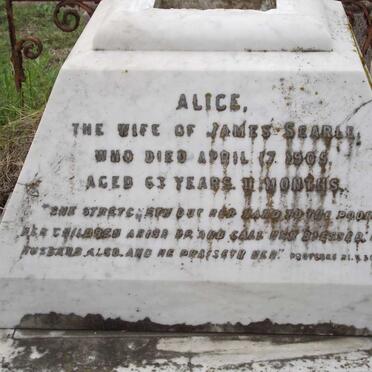 ALICE,
THE WIFE OF JAMES SEARLE,
WHO DIED APRIL 17, 1905,
AGED 63 YEARS 11 MONTHS.
"SHE STRETCHETH OUT HER HAND TO THE POOR
HER CHILDREN ARISE UP, AND CALL HER BLESSED, H
HUSBAND ALSO, AND HE PRAISETH HER." PROVERBS 31.